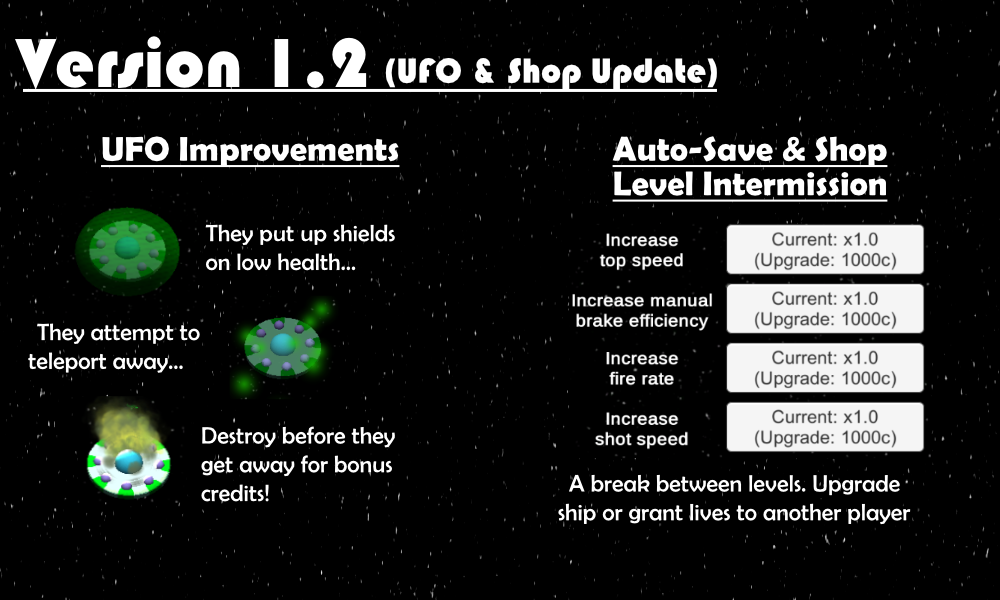 Version 1.2 (UFO & Shop Update)
UFO Improvements
They put up shields
on low health...
They attempt to
teleport away...
Destroy before they
get away for bonus
credits!
Auto-Save & Shop
Level Intermission
Increase
top speed
Current: x1.0
(Upgrade: 1000c)
Increase manual
brake efficiency
Current: x1.0
(Upgrade: 1000c)
Increase
fire rate
Current: x1.0
(Upgrade: 1000c)
Increase
shot speed
Current: x1.0
(Upgrade: 1000c)
A break between levels. Upgrade
ship or grant lives to another player